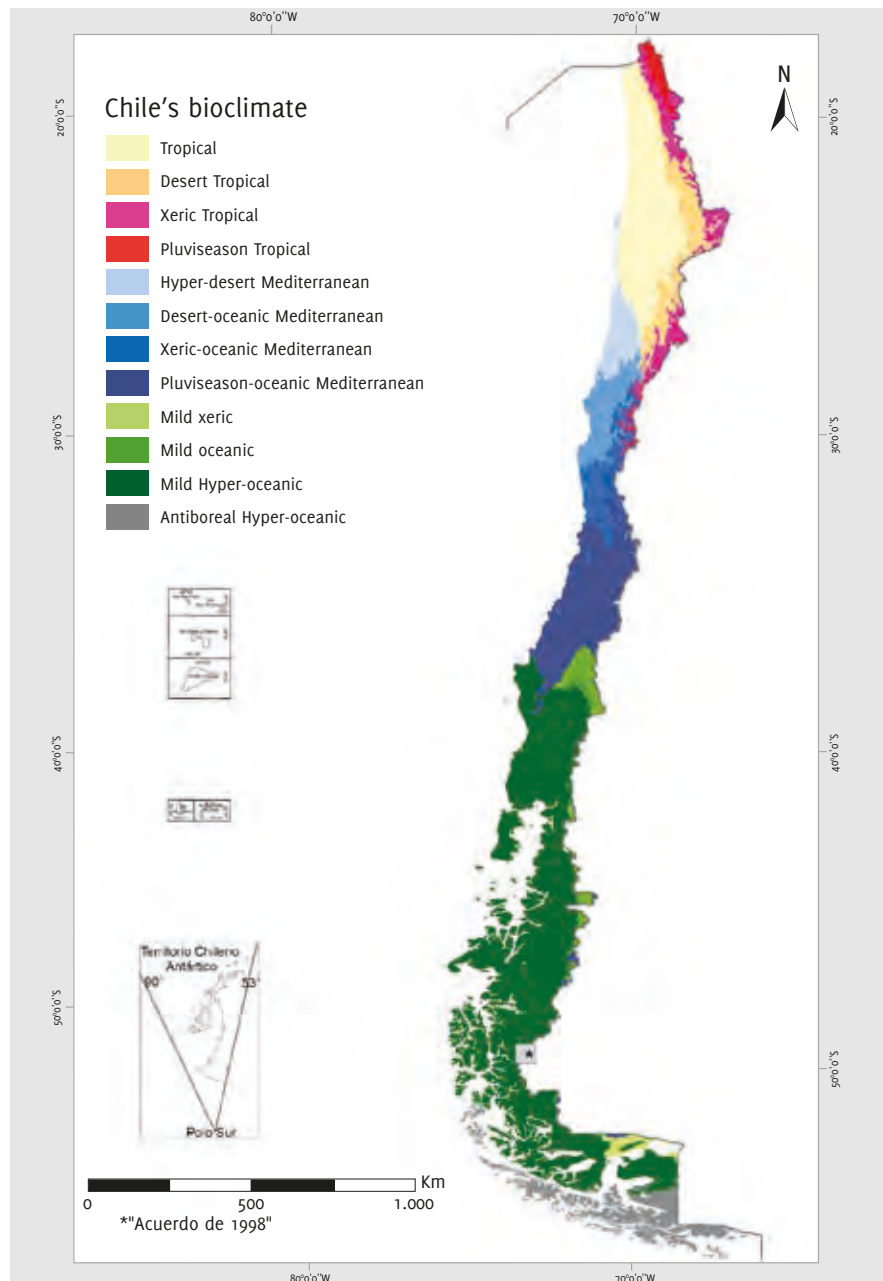 80°0'0"W
70°0'0"W
N
20°0'0"S
20°0'0"S
Chile's bioclimate
Tropical
Desert Tropical
Xeric Tropical
Pluviseason Tropical
Hyper-desert Mediterranean
Desert-oceanic Mediterranean
Xeric-oceanic Mediterranean
Pluviseason-oceanic Mediterranean
Mild xeric
Mild oceanic
Mild Hyper-oceanic
Antiboreal Hyper-oceanic
30°0'0"S
30°0'0"S
40°0'0"S
40°0'0"S
Territorio Chileno
Antártico
90°
53°
Polo Sur
50°0'0"S
50°0'0"S
*
Km
0
500
1.000
*"Acuerdo de 1998"
80°0'0"W
70°0'0"W